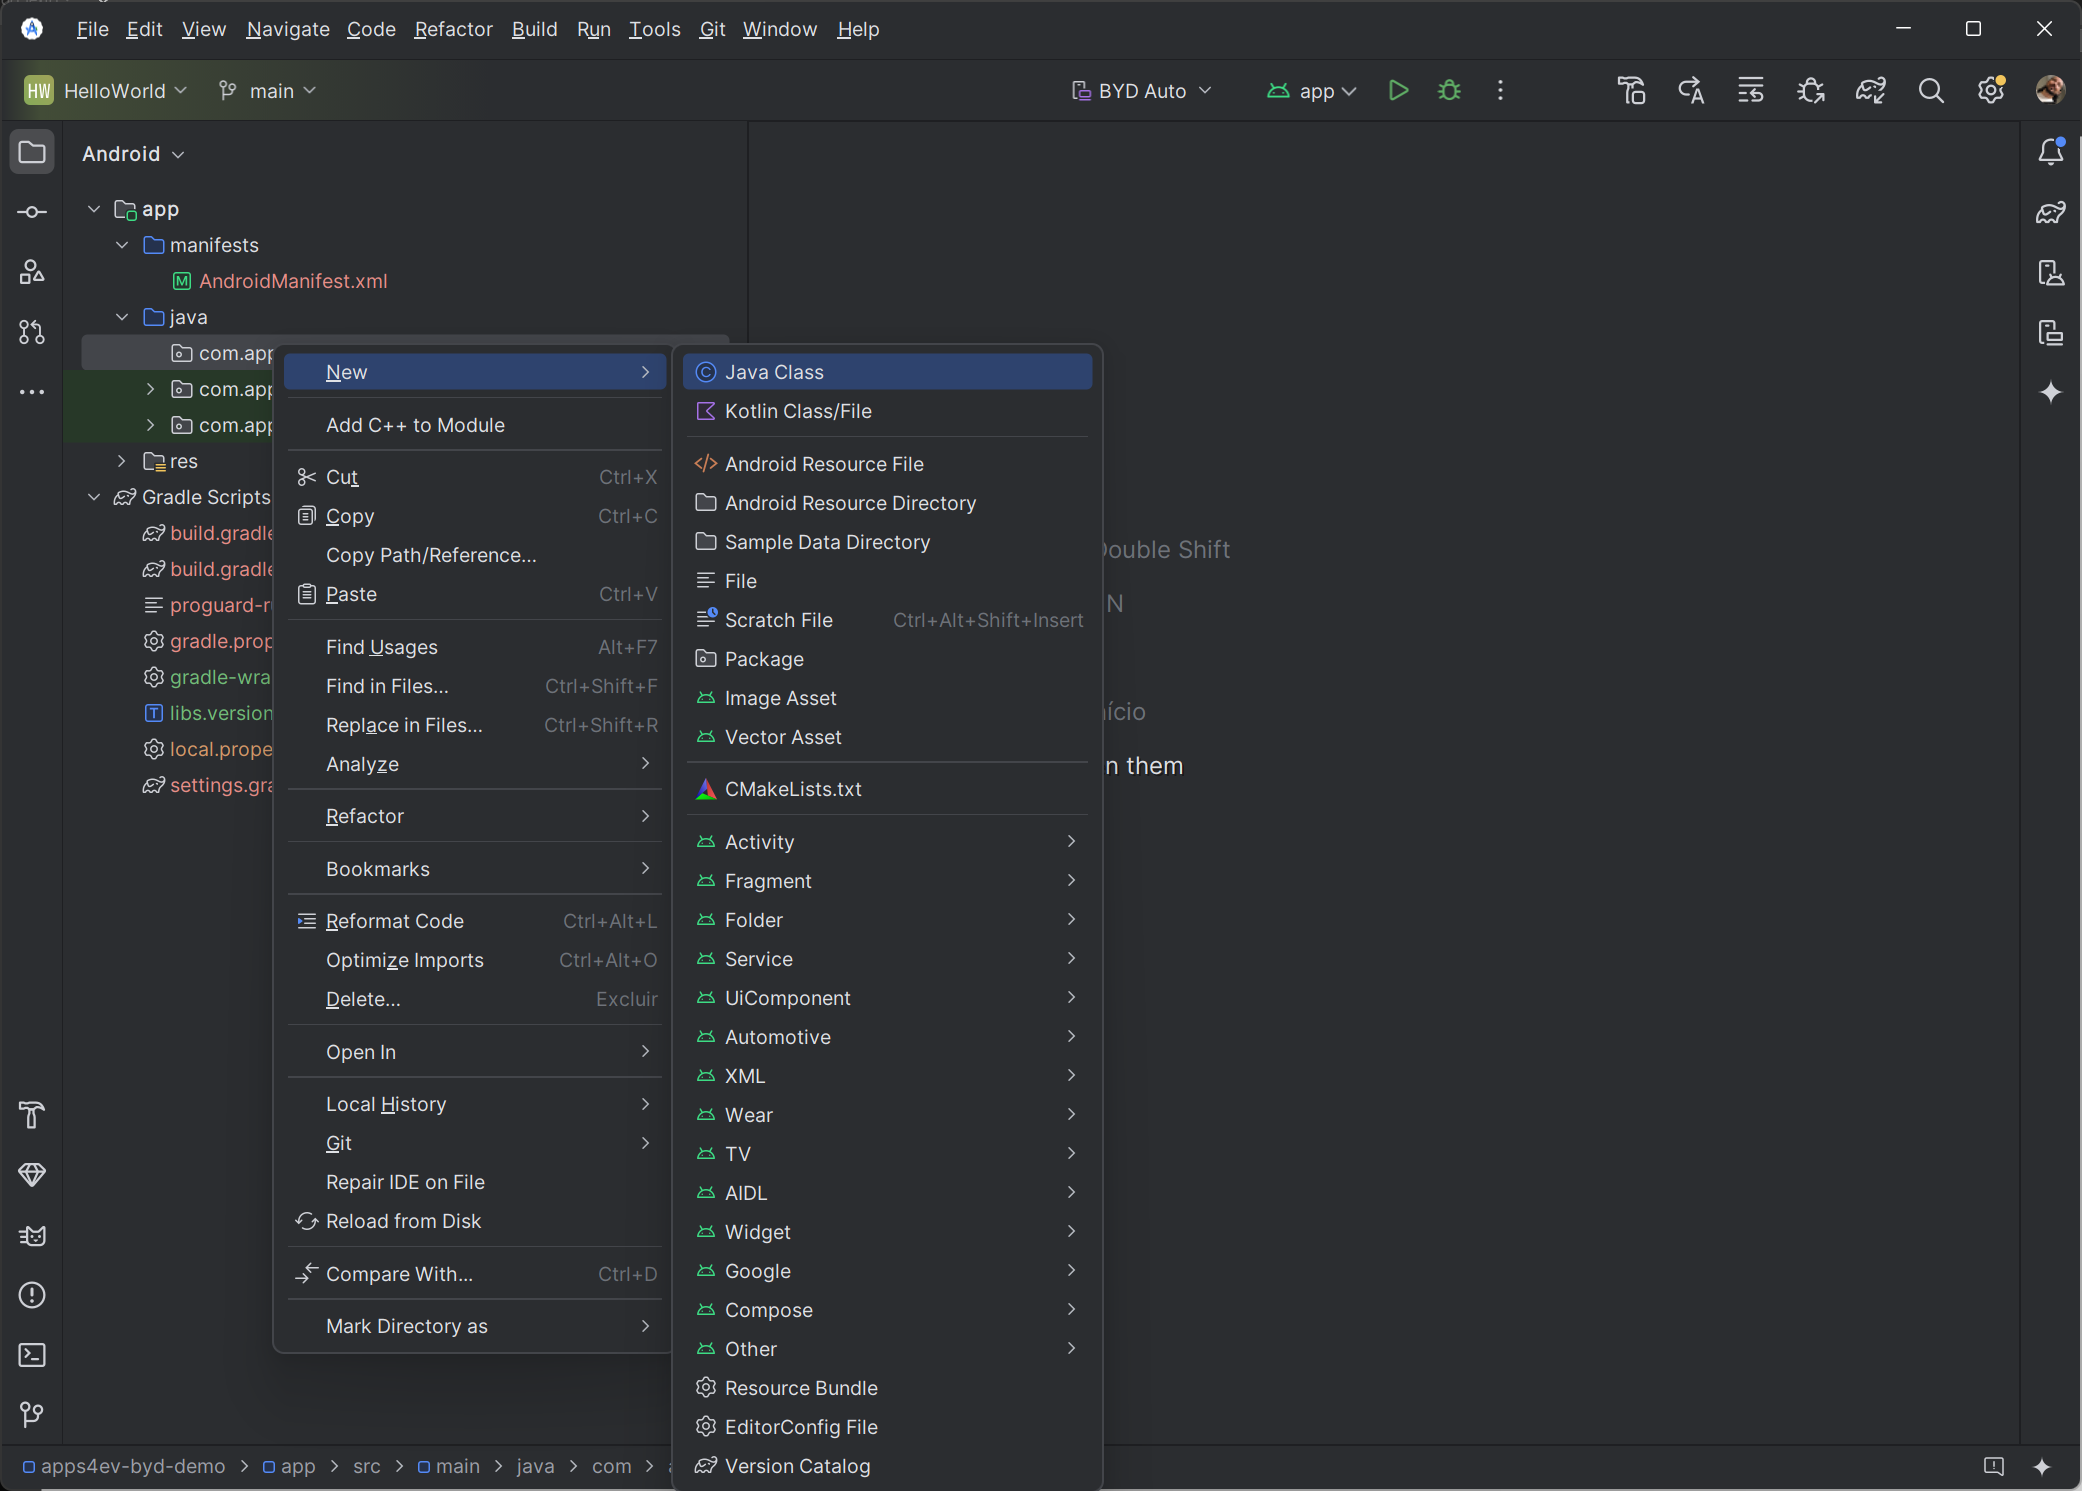 File Edit View Navigate Code Refactor Build Run Tools Git Window Help
HW HelloWorld main BYD Auto app
Android
app
manifests
AndroidManifest.xml
java
com.app
com.app
com.app
res
Gradle Scripts
build.gradle
build.gradle
proguard-ru
gradle.prop
gradle-wra
libs.version
local.prope
settings.gra
New
Add C++ to Module
Cut Ctrl+X
Copy Ctrl+C
Copy Path/Reference...
Paste Ctrl+V
Find Usages Alt+F7
Find in Files... Ctrl+Shift+F
Replace in Files... Ctrl+Shift+R
Analyze
Refactor
Bookmarks
Reformat Code Ctrl+Alt+L
Optimize Imports Ctrl+Alt+O
Delete... Excluir
Open In
Local History
Git
Repair IDE on File
Reload from Disk
Compare With... Ctrl+D
Mark Directory as
Java Class
Kotlin Class/File
Android Resource File
Android Resource Directory
Sample Data Directory
File
Scratch File Ctrl+Alt+Shift+Insert
Package
Image Asset
Vector Asset
CMakeLists.txt
Activity
Fragment
Folder
Service
UiComponent
Automotive
XML
Wear
TV
AIDL
Widget
Google
Compose
Other
Resource Bundle
EditorConfig File
Version Catalog
Double Shift
N
ício
n them
apps4ev-byd-demo > app > src > main > java > com >